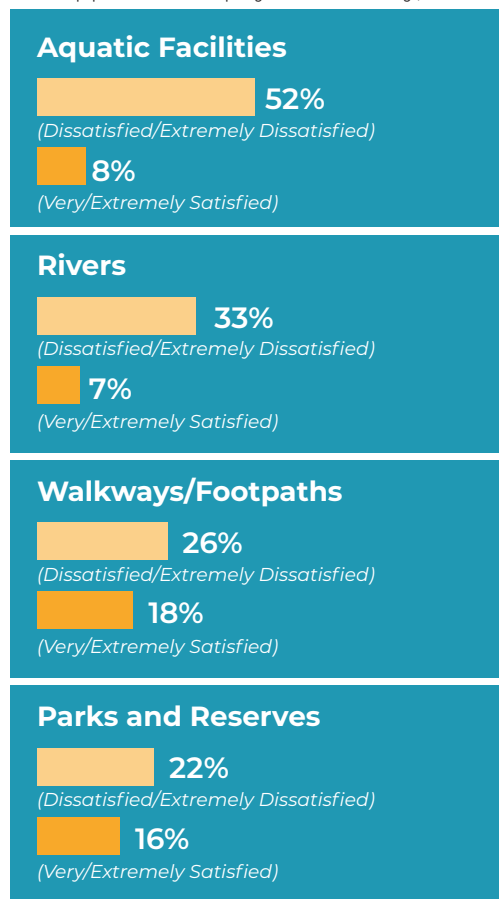 Aquatic Facilities
52%
(Dissatisfied/Extremely Dissatisfied)
8%
(Very/Extremely Satisfied)
Rivers
33%
(Dissatisfied/Extremely Dissatisfied)
7%
(Very/Extremely Satisfied)
Walkways/Footpaths
26%
(Dissatisfied/Extremely Dissatisfied)
18%
(Very/Extremely Satisfied)
Parks and Reserves
22%
(Dissatisfied/Extremely Dissatisfied)
16%
(Very/Extremely Satisfied)